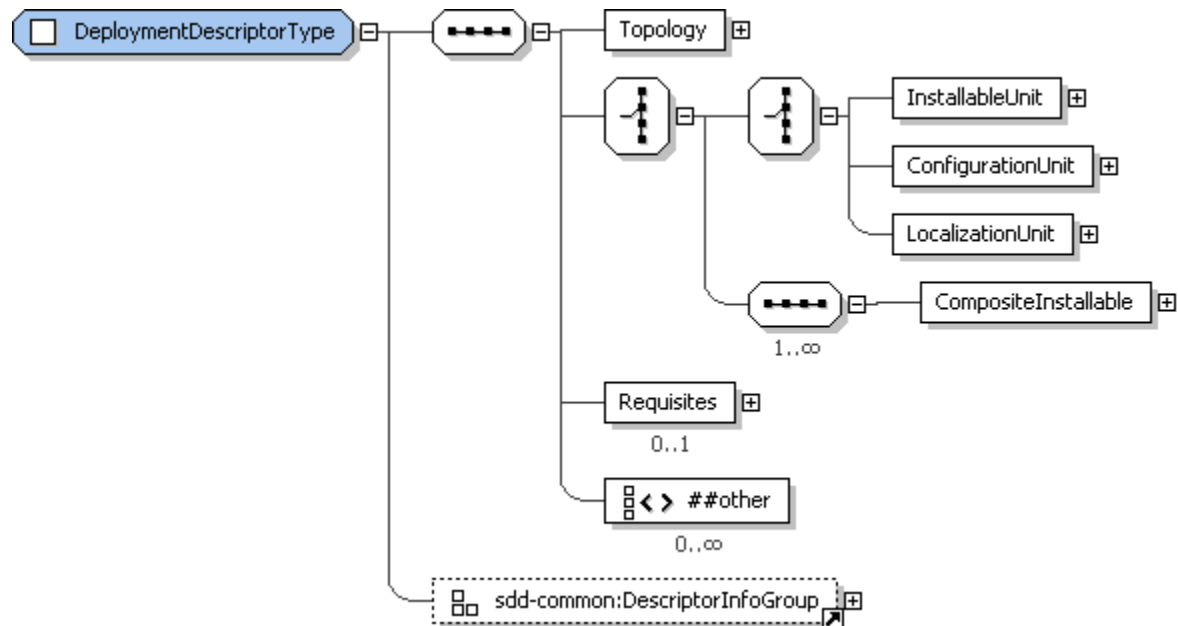 DeploymentDescriptorType
Topology
InstallableUnit
ConfigurationUnit
LocalizationUnit
CompositeInstallable
1..∞
Requisites
0..1
##other
0..∞
sdd-common:DescriptorInfoGroup